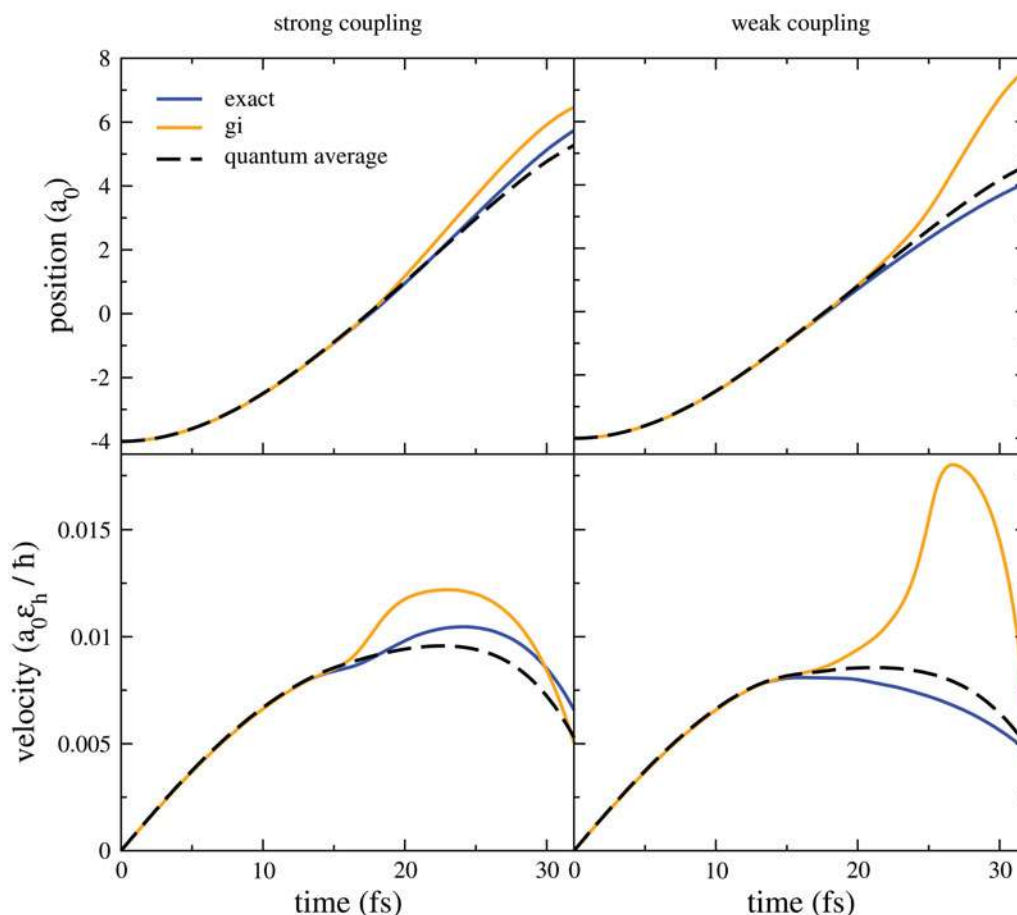 strong coupling
weak coupling
8
6
4
2
0
-2
-4
position (a₀)
exact
gi
quantum average
0.015
0.01
0.005
0
velocity (a₀ε_h / ħ)
0 10 20 30
0 10 20 30
time (fs)
time (fs)